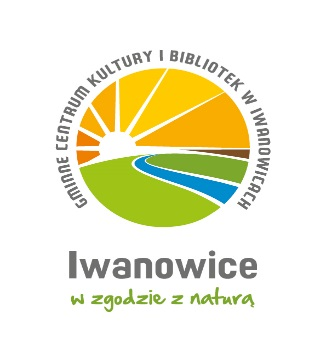 GMINNE CENTRUM KULTURY I BIBLIOTEK W IWANOWICACH
Iwanowice
w zgodzie z naturą